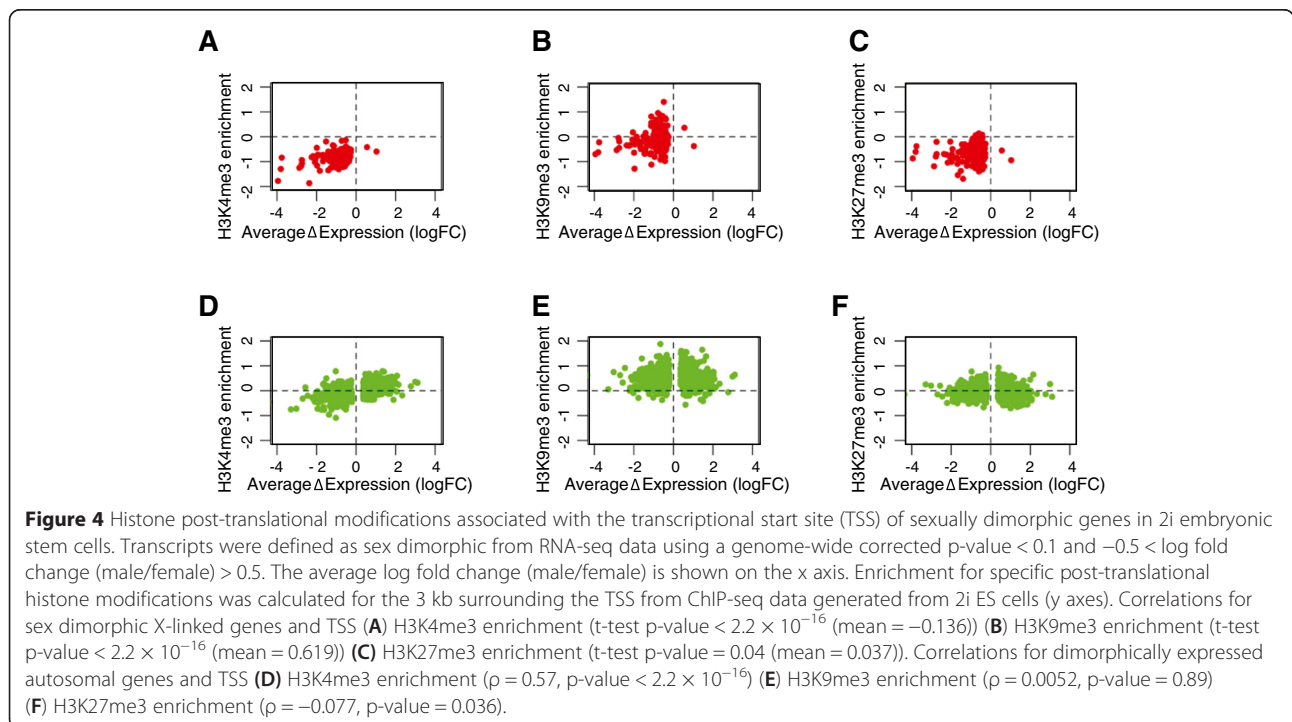 A
B
C
H3K4me3 enrichment
2
1
0
-1
-2
-4 -2 0 2 4
Average Δ Expression (logFC)
H3K9me3 enrichment
2
1
0
-1
-2
-4 -2 0 2 4
Average Δ Expression (logFC)
H3K27me3 enrichment
2
1
0
-1
-2
-4 -2 0 2 4
Average Δ Expression (logFC)
D
E
F
H3K4me3 enrichment
2
1
0
-1
-2
-4 -2 0 2 4
Average Δ Expression (logFC)
H3K9me3 enrichment
2
1
0
-1
-2
-4 -2 0 2 4
Average Δ Expression (logFC)
H3K27me3 enrichment
2
1
0
-1
-2
-4 -2 0 2 4
Average Δ Expression (logFC)
Figure 4 Histone post-translational modifications associated with the transcriptional start site (TSS) of sexually dimorphic genes in 2i embryonic
stem cells. Transcripts were defined as sex dimorphic from RNA-seq data using a genome-wide corrected p-value < 0.1 and −0.5 < log fold
change (male/female) > 0.5. The average log fold change (male/female) is shown on the x axis. Enrichment for specific post-translational
histone modifications was calculated for the 3 kb surrounding the TSS from ChIP-seq data generated from 2i ES cells (y axes). Correlations for
sex dimorphic X-linked genes and TSS (A) H3K4me3 enrichment (t-test p-value < 2.2 × 10⁻¹⁶ (mean = −0.136)) (B) H3K9me3 enrichment (t-test
p-value < 2.2 × 10⁻¹⁶ (mean = 0.619)) (C) H3K27me3 enrichment (t-test p-value = 0.04 (mean = 0.037)). Correlations for dimorphically expressed
autosomal genes and TSS (D) H3K4me3 enrichment (ρ = 0.57, p-value < 2.2 × 10⁻¹⁶) (E) H3K9me3 enrichment (ρ = 0.0052, p-value = 0.89)
(F) H3K27me3 enrichment (ρ = −0.077, p-value = 0.036).